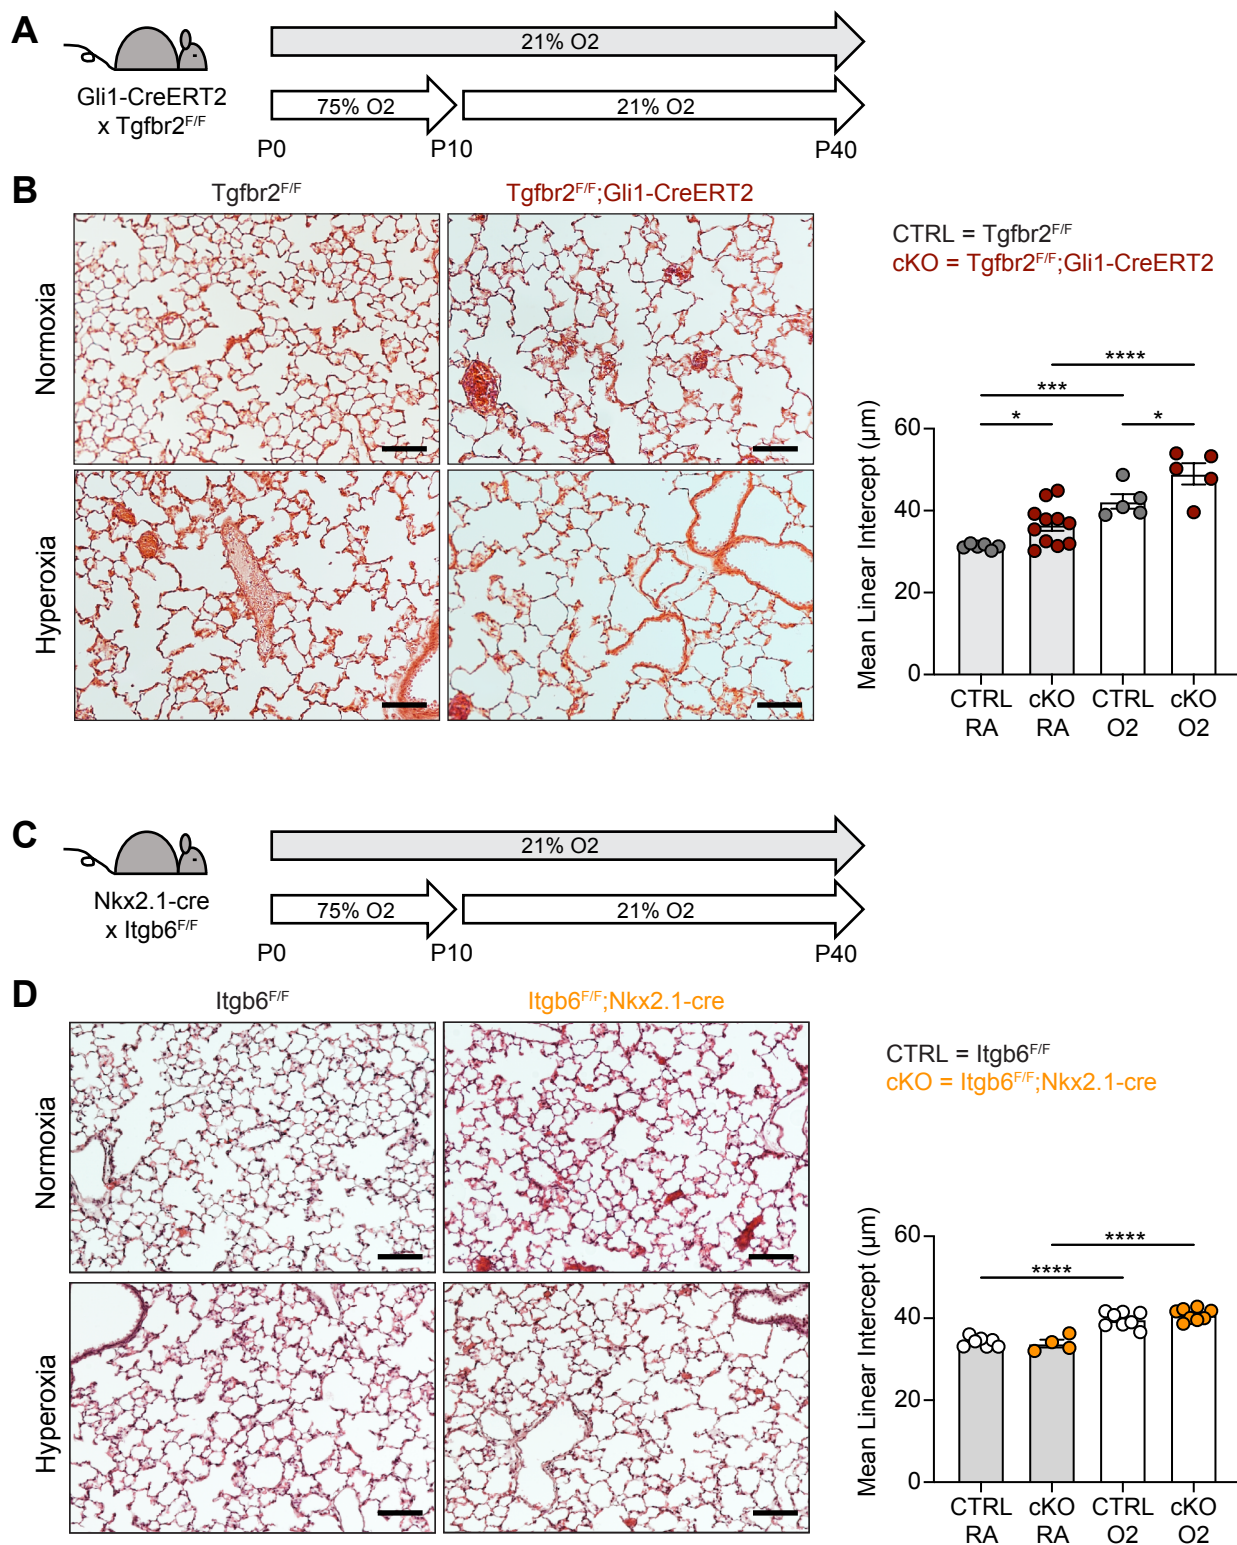 A
21% O2
Gli1-CreERT2
x Tgfbr2F/F
75% O2
21% O2
P0
P10
P40
B
Tgfbr2F/F
Tgfbr2F/F;Gli1-CreERT2
Normoxia
Hyperoxia
CTRL = Tgfbr2F/F
cKO = Tgfbr2F/F;Gli1-CreERT2
****
***
*
*
Mean Linear Intercept (µm)
60
40
20
0
CTRL RA
cKO RA
CTRL O2
cKO O2
C
21% O2
Nkx2.1-cre
x Itgb6F/F
75% O2
21% O2
P0
P10
P40
D
Itgb6F/F
Itgb6F/F;Nkx2.1-cre
Normoxia
Hyperoxia
CTRL = Itgb6F/F
cKO = Itgb6F/F;Nkx2.1-cre
****
****
Mean Linear Intercept (µm)
60
40
20
0
CTRL RA
cKO RA
CTRL O2
cKO O2